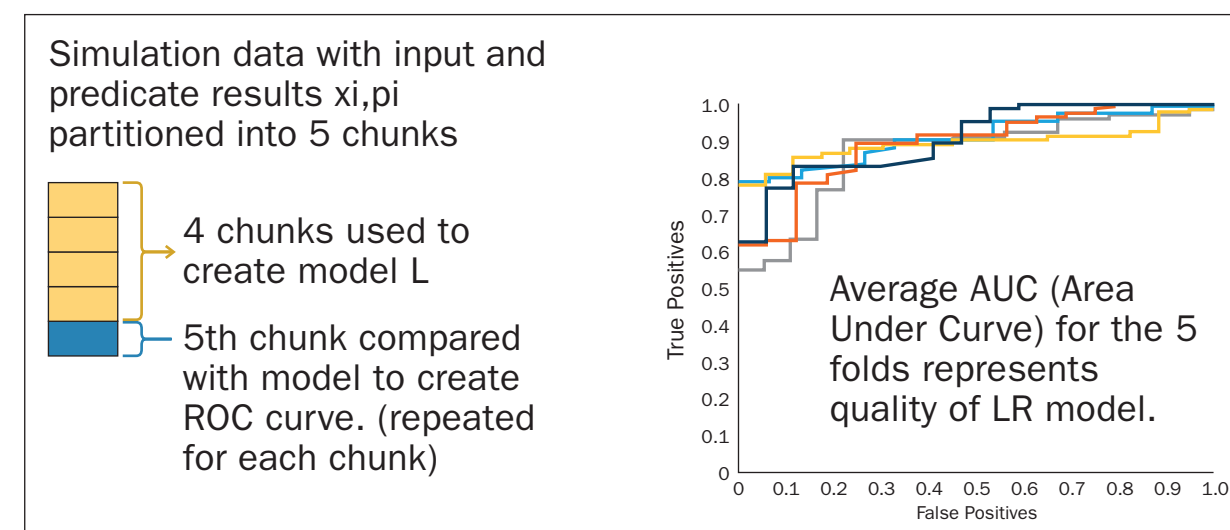 Simulation data with input and
predicate results xi,pi
partitioned into 5 chunks
4 chunks used to
create model L
5th chunk compared
with model to create
ROC curve. (repeated
for each chunk)
True Positives
1.0
0.9
0.8
0.7
0.6
0.5
0.4
0.3
0.2
0.1
0
Average AUC (Area
Under Curve) for the 5
folds represents
quality of LR model.
0 0.1 0.2 0.3 0.4 0.5 0.6 0.7 0.8 0.9 1.0
False Positives